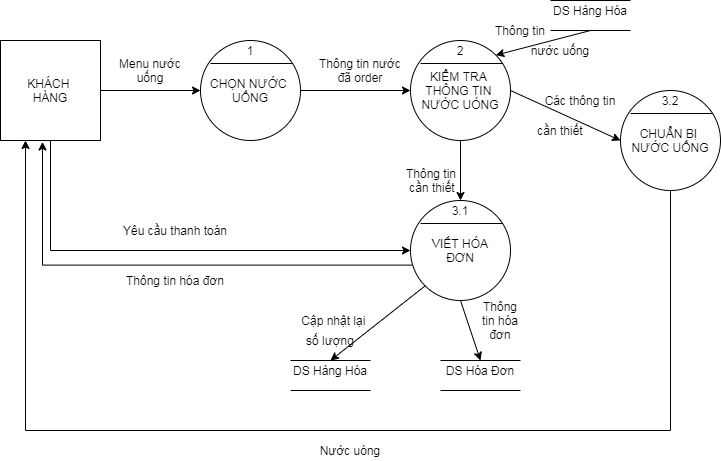 DS Hàng Hóa
Thông tin
nước uống
1
2
KHÁCH
HÀNG
Menu nước
uống
CHỌN NƯỚC
UỐNG
Thông tin nước
đã order
KIỂM TRA
THÔNG TIN
NƯỚC UỐNG
Các thông tin
cần thiết
3.2
CHUẨN BỊ
NƯỚC UỐNG
Thông tin
cần thiết
3.1
VIẾT HÓA
ĐƠN
Yêu cầu thanh toán
Thông tin hóa đơn
Cập nhật lại
số lượng
Thông
tin hóa
đơn
DS Hàng Hóa
DS Hóa Đơn
Nước uống